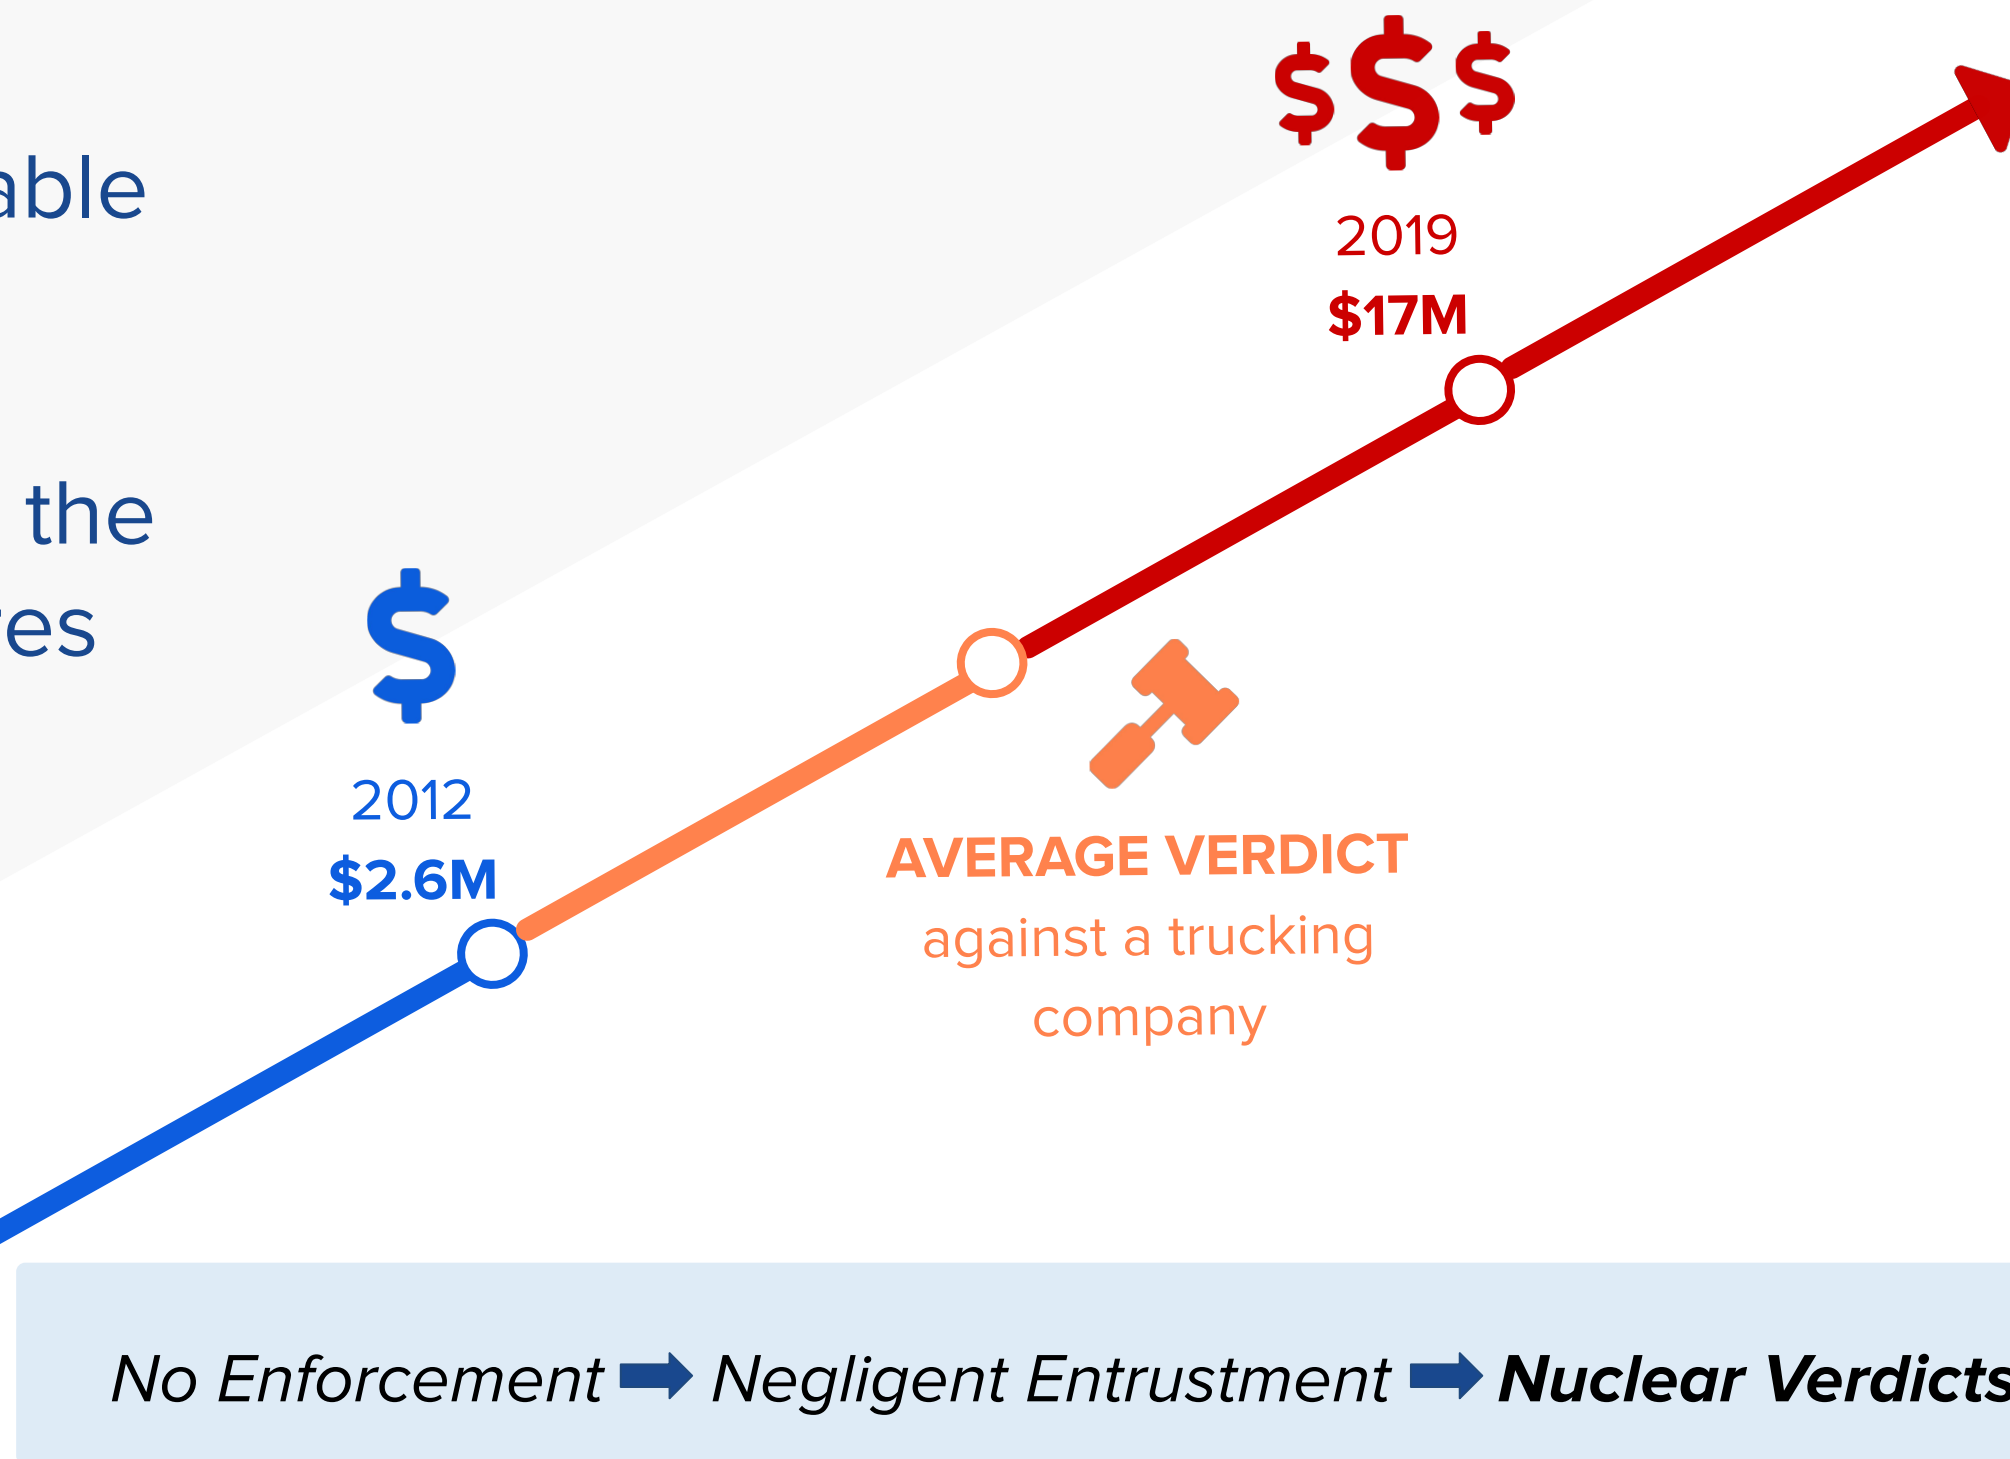 able
the
es
2019
$17M
2012
$2.6M
AVERAGE VERDICT
against a trucking
company
No Enforcement Negligent Entrustment Nuclear Verdicts